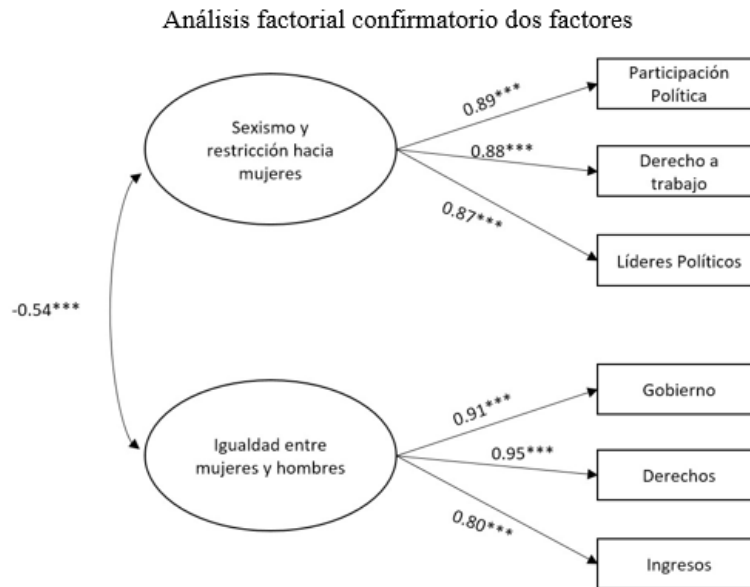 Análisis factorial confirmatorio dos factores
Sexismo y
restricción hacia
mujeres
0.89***
0.88***
0.87***
Participación
Política
Derecho a
trabajo
Líderes Políticos
-0.54***
Igualdad entre
mujeres y hombres
0.91***
0.95***
0.80***
Gobierno
Derechos
Ingresos